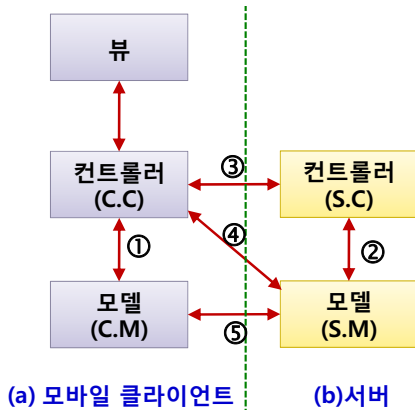 뷰
컨트롤러
(C.C)
③
컨트롤러
(S.C)
①
④
②
모델
(C.M)
⑤
모델
(S.M)
(a) 모바일 클라이언트
(b)서버